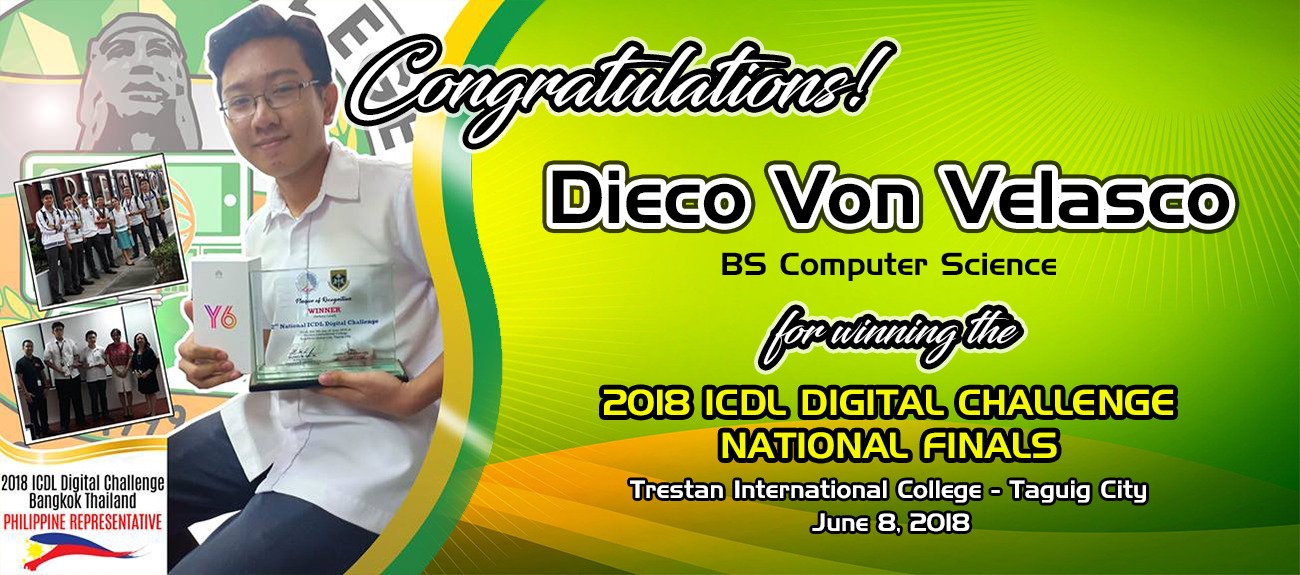 Congratulations!
Dieco Von Velasco
BS Computer Science
for winning the
2018 ICDL DIGITAL CHALLENGE
NATIONAL FINALS
Trestan International College - Taguig City
June 8, 2018
Y6
Plaque of Recognition
WINNER
National ICDL Digital Challenge
2018 ICDL Digital Challenge
Bangkok Thailand
PHILIPPINE REPRESENTATIVE